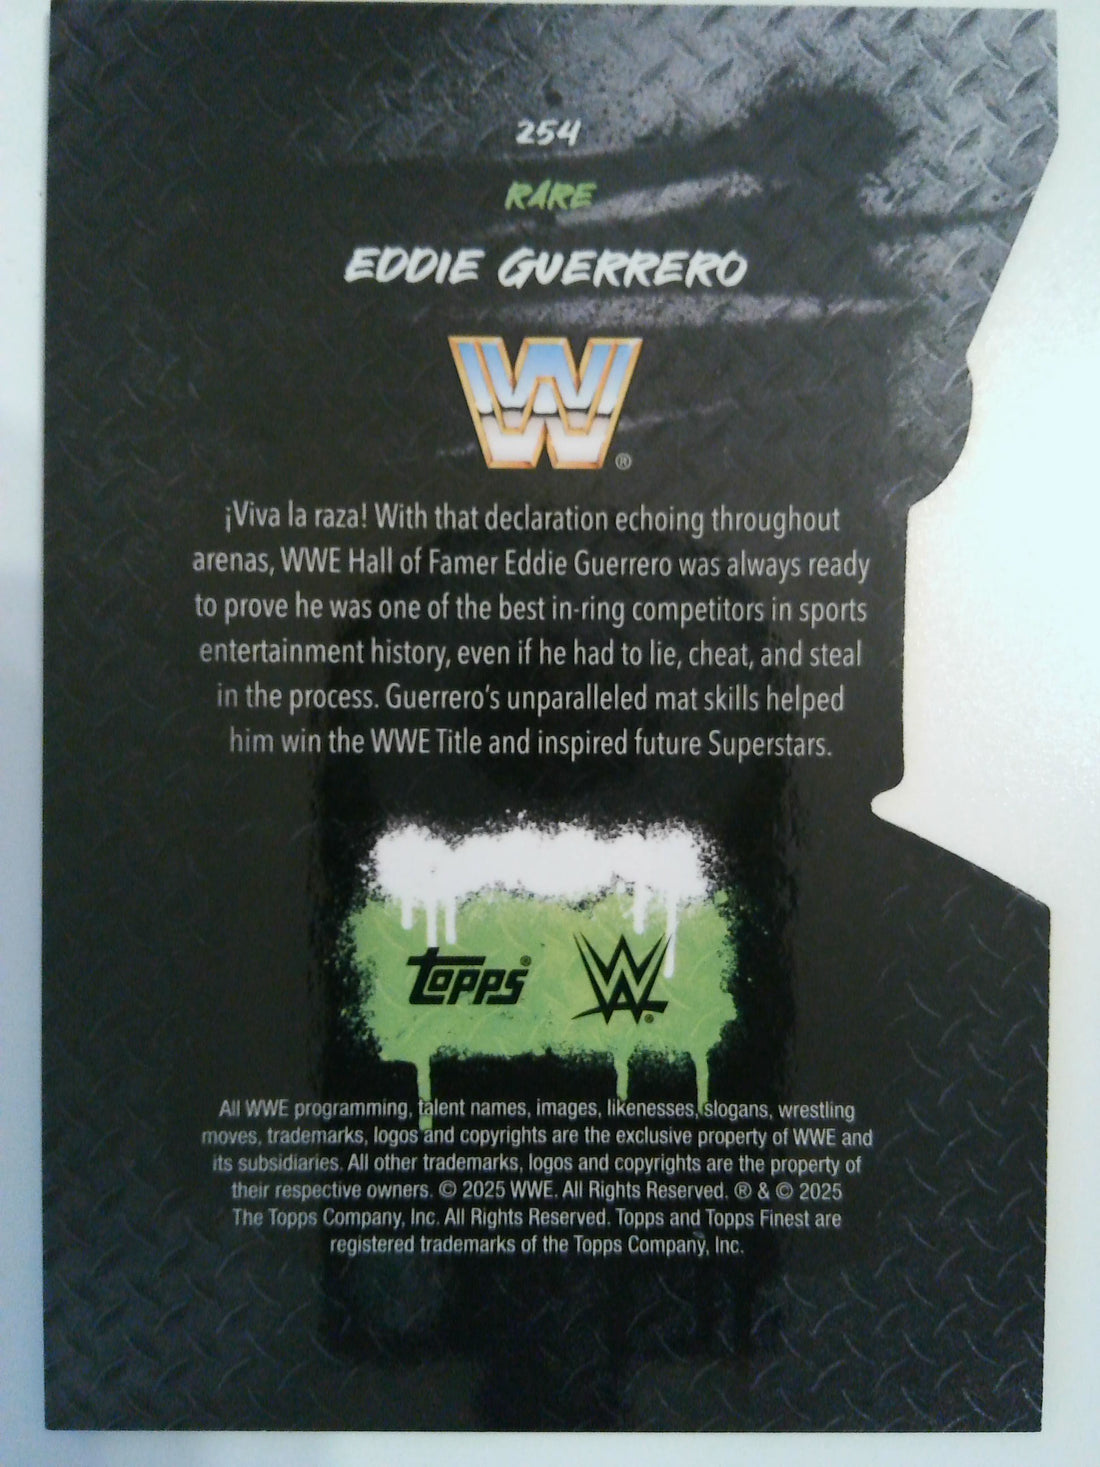 254
RARE
EDDIE GUERRERO
W
®
¡Viva la raza! With that declaration echoing throughout
arenas, WWE Hall of Famer Eddie Guerrero was always ready
to prove he was one of the best in-ring competitors in sports
entertainment history, even if he had to lie, cheat, and steal
in the process. Guerrero's unparalleled mat skills helped
him win the WWE Title and inspired future Superstars.
Topps® W®
All WWE programming, talent names, images, likenesses, slogans, wrestling
moves, trademarks, logos and copyrights are the exclusive property of WWE and
its subsidiaries. All other trademarks, logos and copyrights are the property of
their respective owners. © 2025 WWE. All Rights Reserved. ® & © 2025
The Topps Company, Inc. All Rights Reserved. Topps and Topps Finest are
registered trademarks of the Topps Company, Inc.